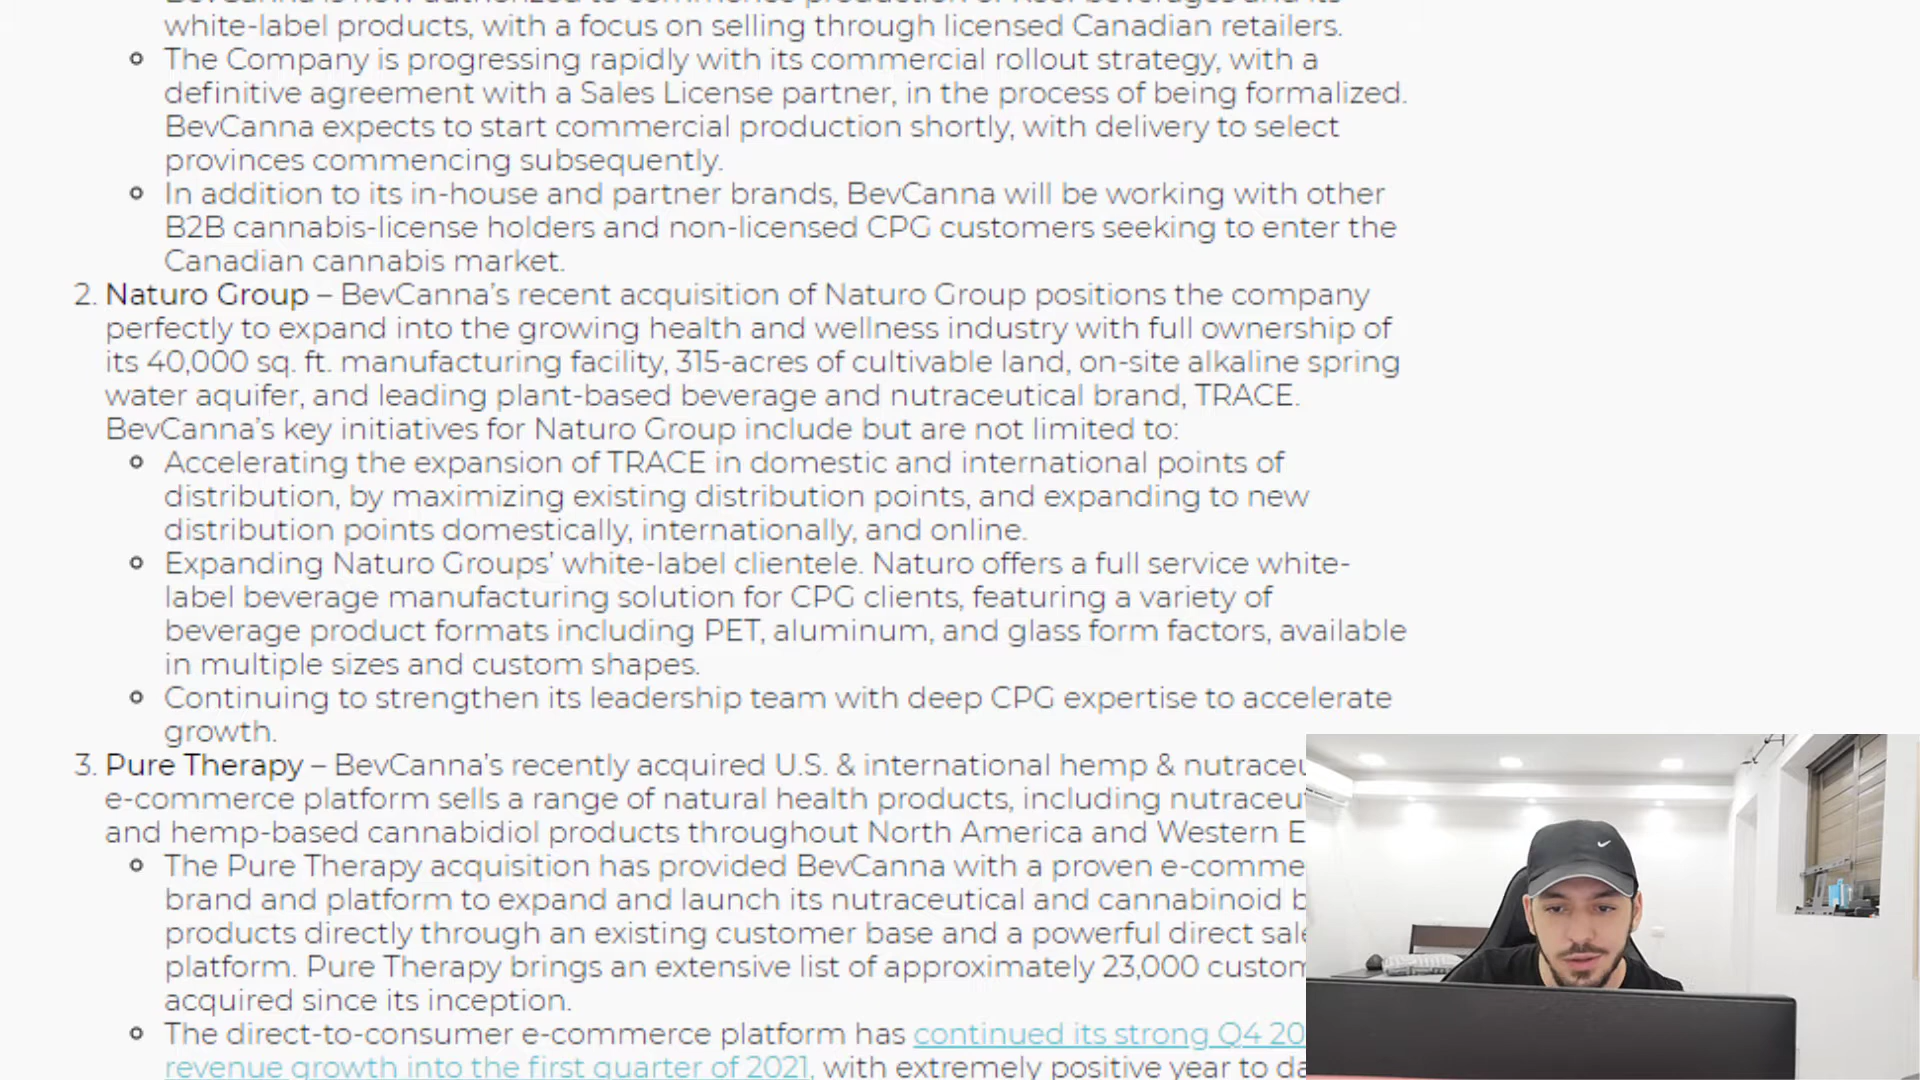 white-label products, with a focus on selling through licensed Canadian retailers.
The Company is progressing rapidly with its commercial rollout strategy, with a
definitive agreement with a Sales License partner, in the process of being formalized.
BevCanna expects to start commercial production shortly, with delivery to select
provinces commencing subsequently.
In addition to its in-house and partner brands, BevCanna will be working with other
B2B cannabis-license holders and non-licensed CPG customers seeking to enter the
Canadian cannabis market.
2. Naturo Group – BevCanna's recent acquisition of Naturo Group positions the company
perfectly to expand into the growing health and wellness industry with full ownership of
its 40,000 sq. ft. manufacturing facility, 315-acres of cultivable land, on-site alkaline spring
water aquifer, and leading plant-based beverage and nutraceutical brand, TRACE.
BevCanna's key initiatives for Naturo Group include but are not limited to:
Accelerating the expansion of TRACE in domestic and international points of
distribution, by maximizing existing distribution points, and expanding to new
distribution points domestically, internationally, and online.
Expanding Naturo Groups' white-label clientele. Naturo offers a full service white-
label beverage manufacturing solution for CPG clients, featuring a variety of
beverage product formats including PET, aluminum, and glass form factors, available
in multiple sizes and custom shapes.
Continuing to strengthen its leadership team with deep CPG expertise to accelerate
growth.
3. Pure Therapy – BevCanna's recently acquired U.S. & international hemp &
e-commerce platform sells a range of natural health products, including
and hemp-based cannabidiol products throughout North America and Western
The Pure Therapy acquisition has provided BevCanna with a proven
brand and platform to expand and launch its nutraceutical and cannabinoid
products directly through an existing customer base and a powerful direct
platform. Pure Therapy brings an extensive list of approximately 23,000
acquired since its inception.
The direct-to-consumer e-commerce platform has continued its strong Q4
revenue growth into the first quarter of 2021, with extremely positive year to